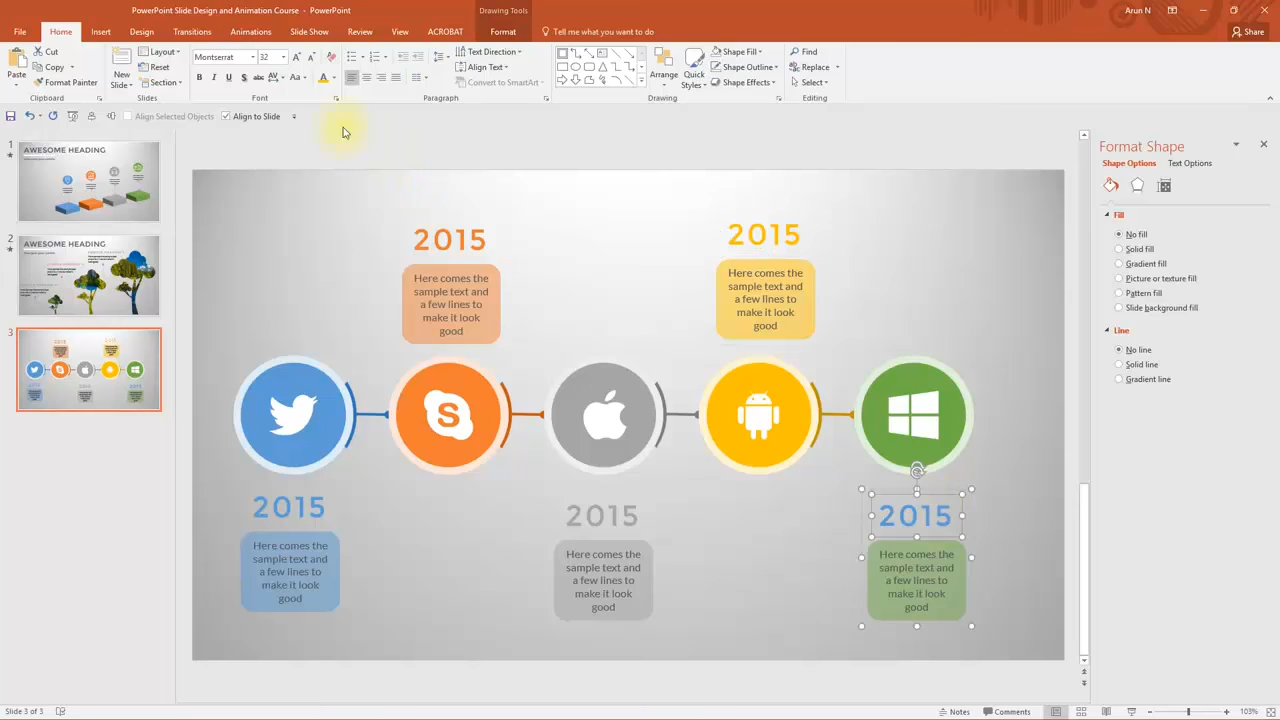 PowerPoint Slide Design and Animation Course - PowerPoint
Drawing Tools
Arun N
File Home Insert Design Transitions Animations Slide Show Review View ACROBAT Format Tell me what you want to do
Share
Paste
Cut
Copy
Format Painter
Clipboard
New Slide
Layout
Reset
Section
Slides
Montserrat 32
Font
Text Direction
Align Text
Convert to SmartArt
Paragraph
Arrange
Quick Styles
Shape Fill
Shape Outline
Shape Effects
Drawing
Find
Replace
Select
Editing
Align Selected Objects Align to Slide
1
AWESOME HEADING
2
AWESOME HEADING
3
2015
Here comes the
sample text and
a few lines to
make it look
good
2015
Here comes the
sample text and
a few lines to
make it look
good
2015
Here comes the
sample text and
a few lines to
make it look
good
2015
Here comes the
sample text and
a few lines to
make it look
good
2015
Here comes the
sample text and
a few lines to
make it look
good
Format Shape
Shape Options Text Options
Fill
No fill
Solid fill
Gradient fill
Picture or texture fill
Pattern fill
Slide background fill
Line
No line
Solid line
Gradient line
Slide 3 of 3
Notes Comments
103%